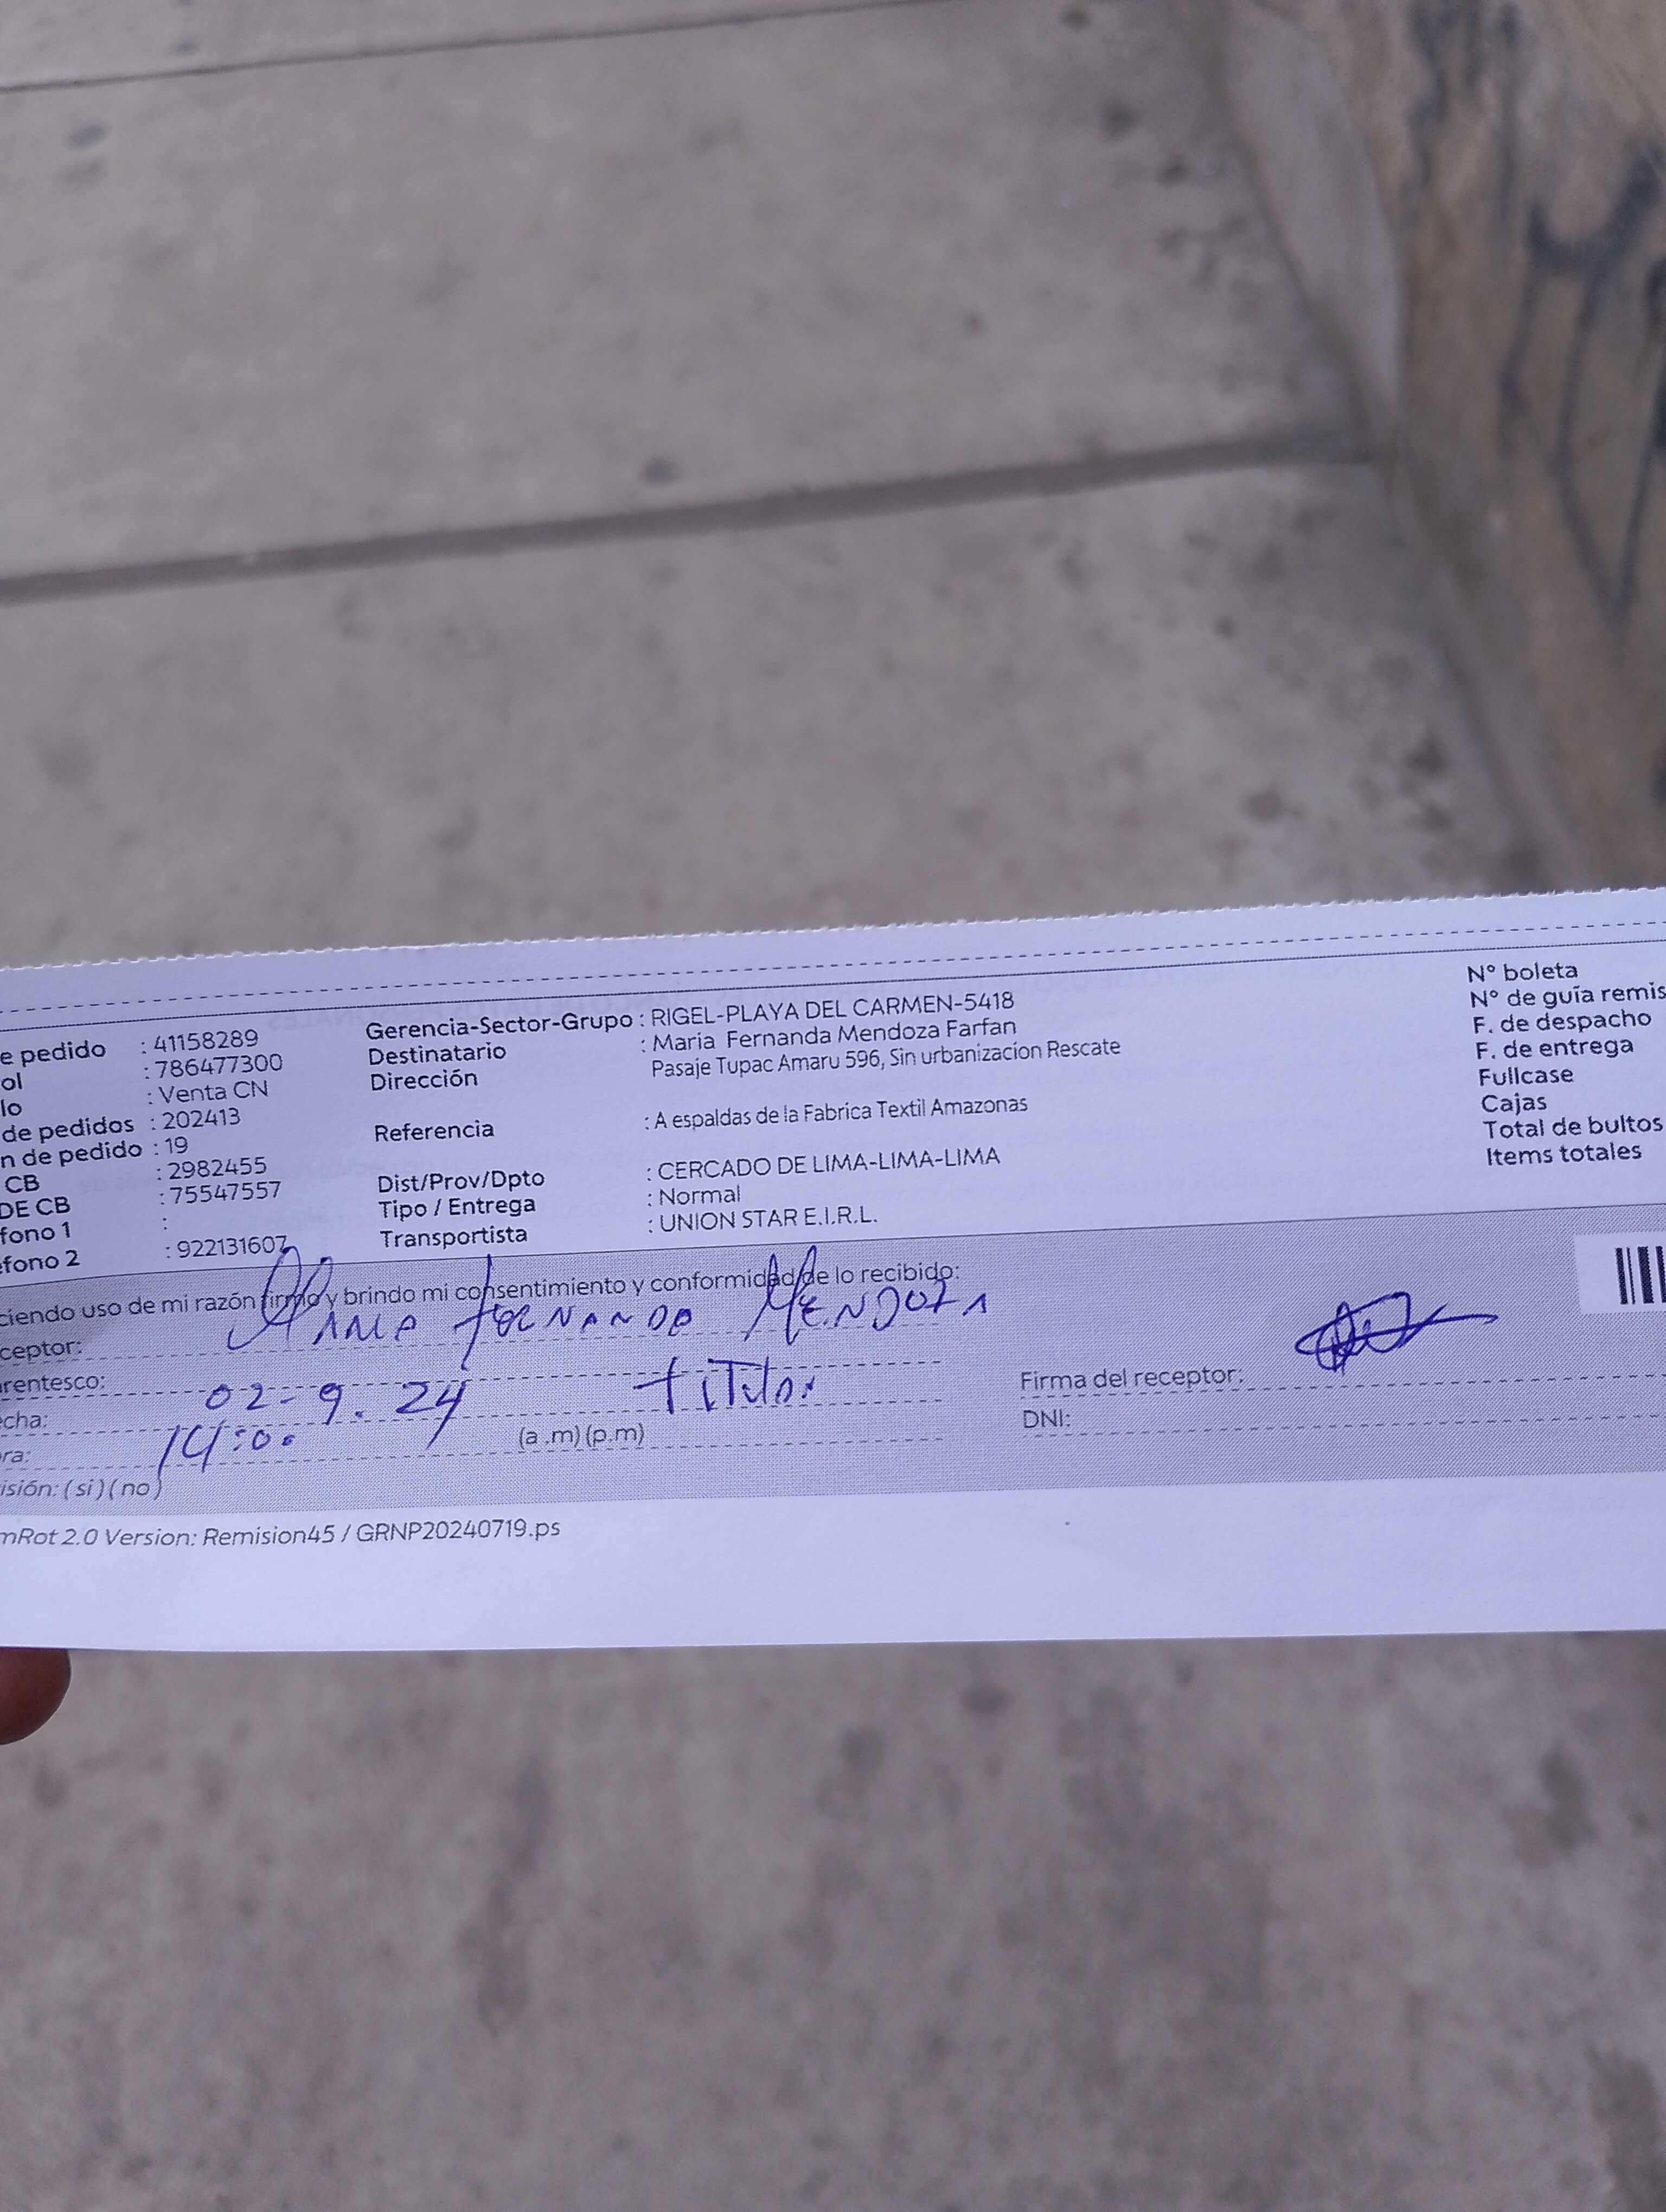 e pedido : 41158289
ol : 786477300
lo : Venta CN
de pedidos : 202413
n de pedido : 19
CB : 2982455
DE CB : 75547557
fono 1 :
éfono 2 : 922131607
Gerencia-Sector-Grupo : RIGEL-PLAYA DEL CARMEN-5418
Destinatario : Maria Fernanda Mendoza Farfan
Dirección Pasaje Tupac Amaru 596, Sin urbanizacion Rescate
Referencia : A espaldas de la Fabrica Textil Amazonas
Dist/Prov/Dpto : CERCADO DE LIMA-LIMA-LIMA
Tipo / Entrega : Normal
Transportista : UNION STAR E.I.R.L.
N° boleta
N° de guía remis
F. de despacho
F. de entrega
Fullcase
Cajas
Total de bultos
Items totales
ciendo uso de mi razón firmo y brindo mi consentimiento y conformidad de lo recibido:
ceptor: Maria Fernanda Mendoza
rentesco: Titular
echa: 02-9.24
ra: 14:00 (a.m) (p.m)
isión: (si) (no)
Firma del receptor:
DNI:
mRot 2.0 Version: Remision45 / GRNP20240719.ps